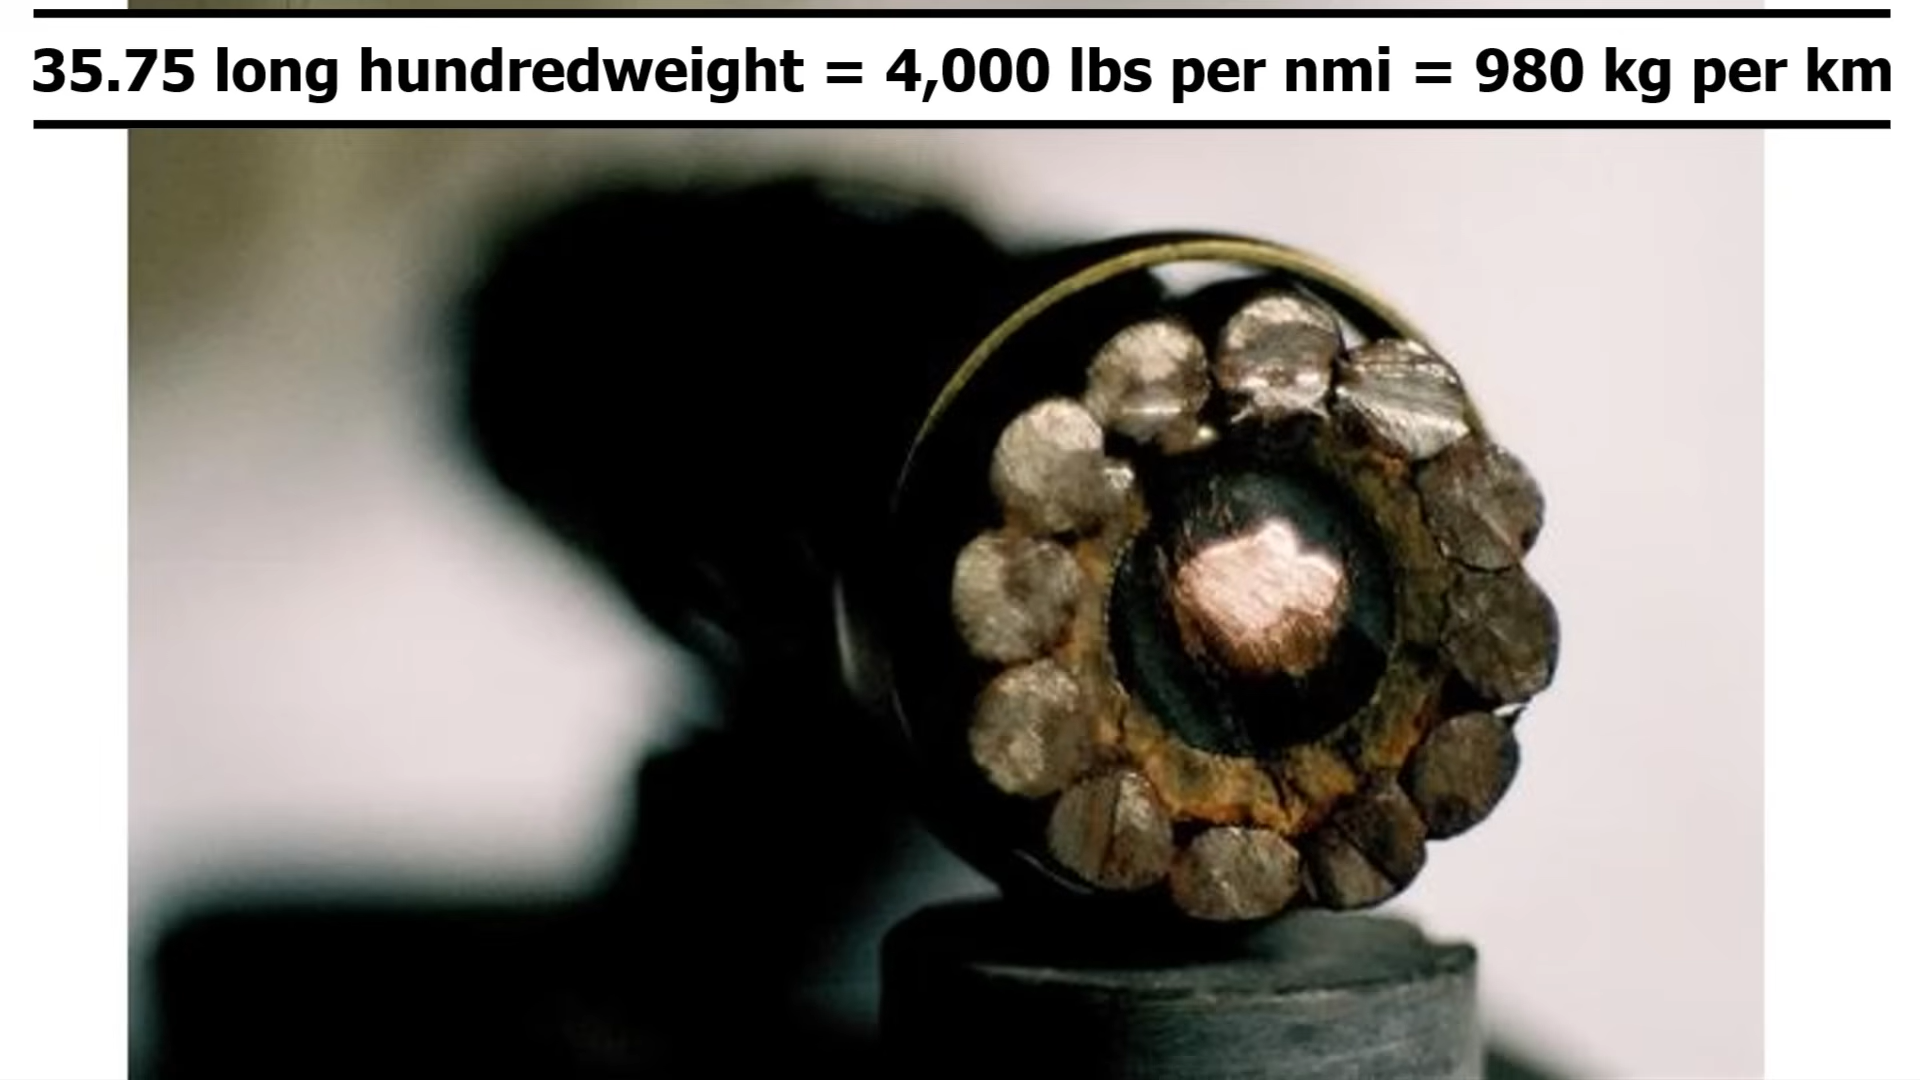 35.75 long hundredweight = 4,000 lbs per nmi = 980 kg per km